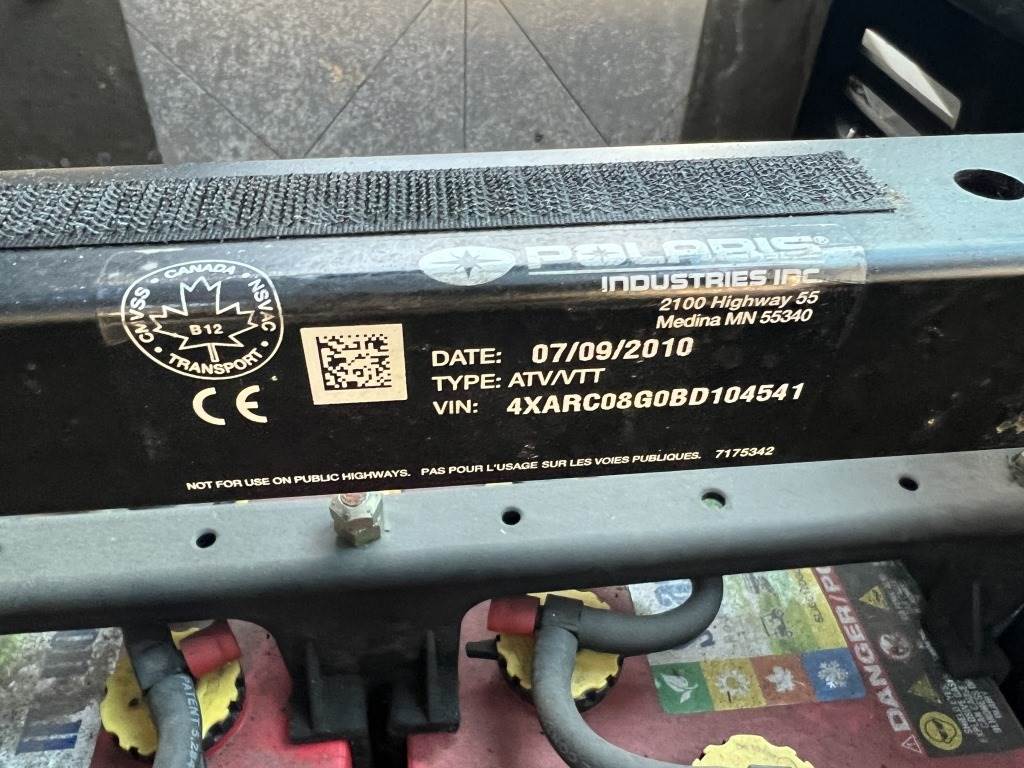 CMVSS · CANADA · NSVAC
B12
· TRANSPORT ·
CE
POLARIS®
INDUSTRIES INC
2100 Highway 55
Medina MN 55340
DATE: 07/09/2010
TYPE: ATV/VTT
VIN: 4XARC08G0BD104541
NOT FOR USE ON PUBLIC HIGHWAYS. PAS POUR L'USAGE SUR LES VOIES PUBLIQUES. 7175342
DANGER/PO